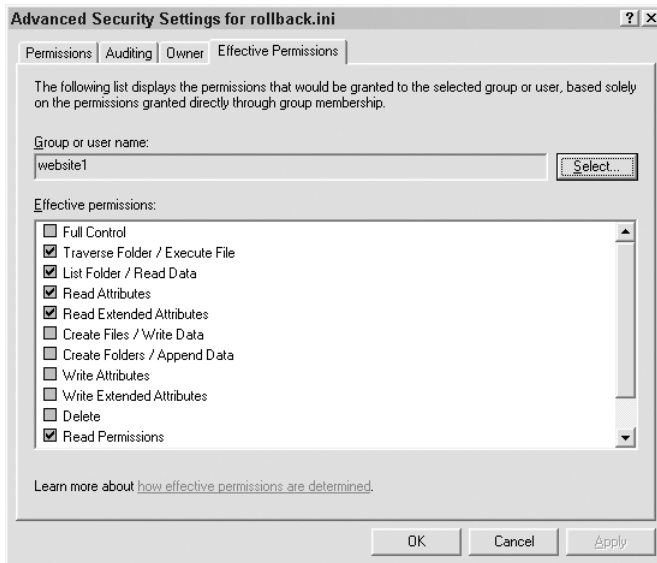 Advanced Security Settings for rollback.ini
Permissions Auditing Owner Effective Permissions
The following list displays the permissions that would be granted to the selected group or user, based solely
on the permissions granted directly through group membership.
Group or user name:
website1
Select...
Effective permissions:
Full Control
Traverse Folder / Execute File
List Folder / Read Data
Read Attributes
Read Extended Attributes
Create Files / Write Data
Create Folders / Append Data
Write Attributes
Write Extended Attributes
Delete
Read Permissions
Learn more about how effective permissions are determined.
OK Cancel Apply